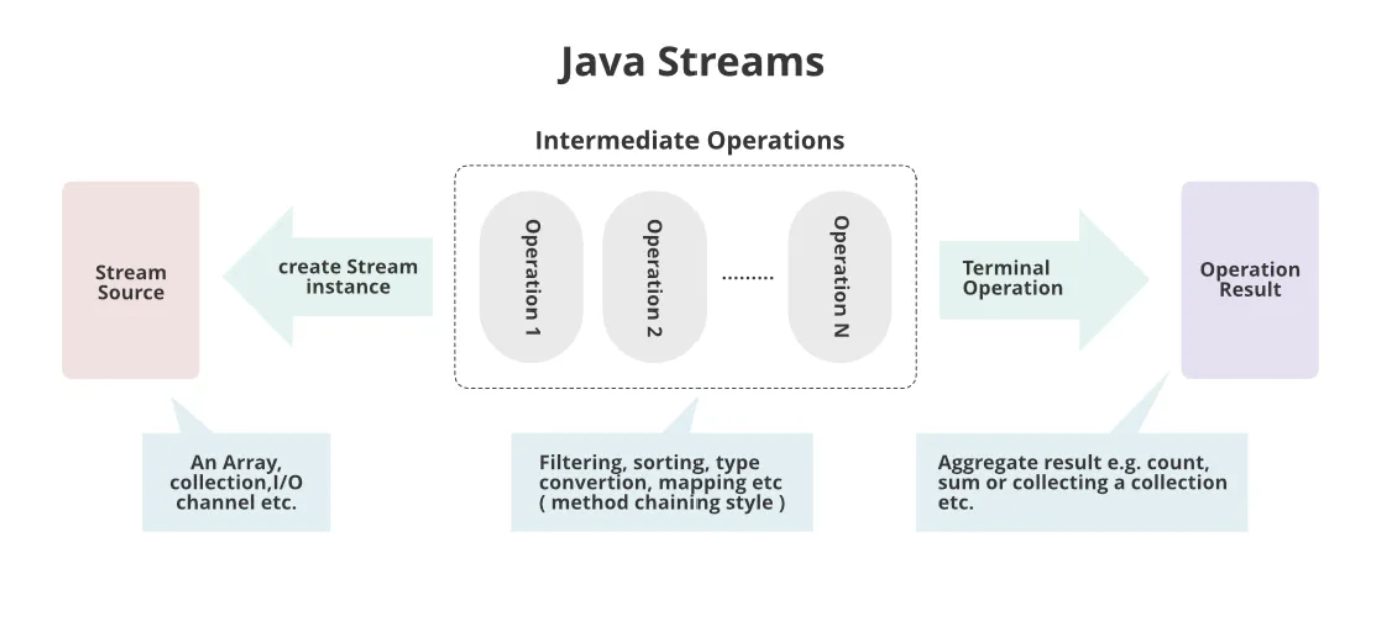 Java Streams
Intermediate Operations
Stream
Source
create Stream
instance
Operation 1
Operation 2
.........
Operation N
Terminal
Operation
Operation
Result
An Array,
collection,I/O
channel etc.
Filtering, sorting, type
convertion, mapping etc
( method chaining style )
Aggregate result e.g. count,
sum or collecting a collection
etc.